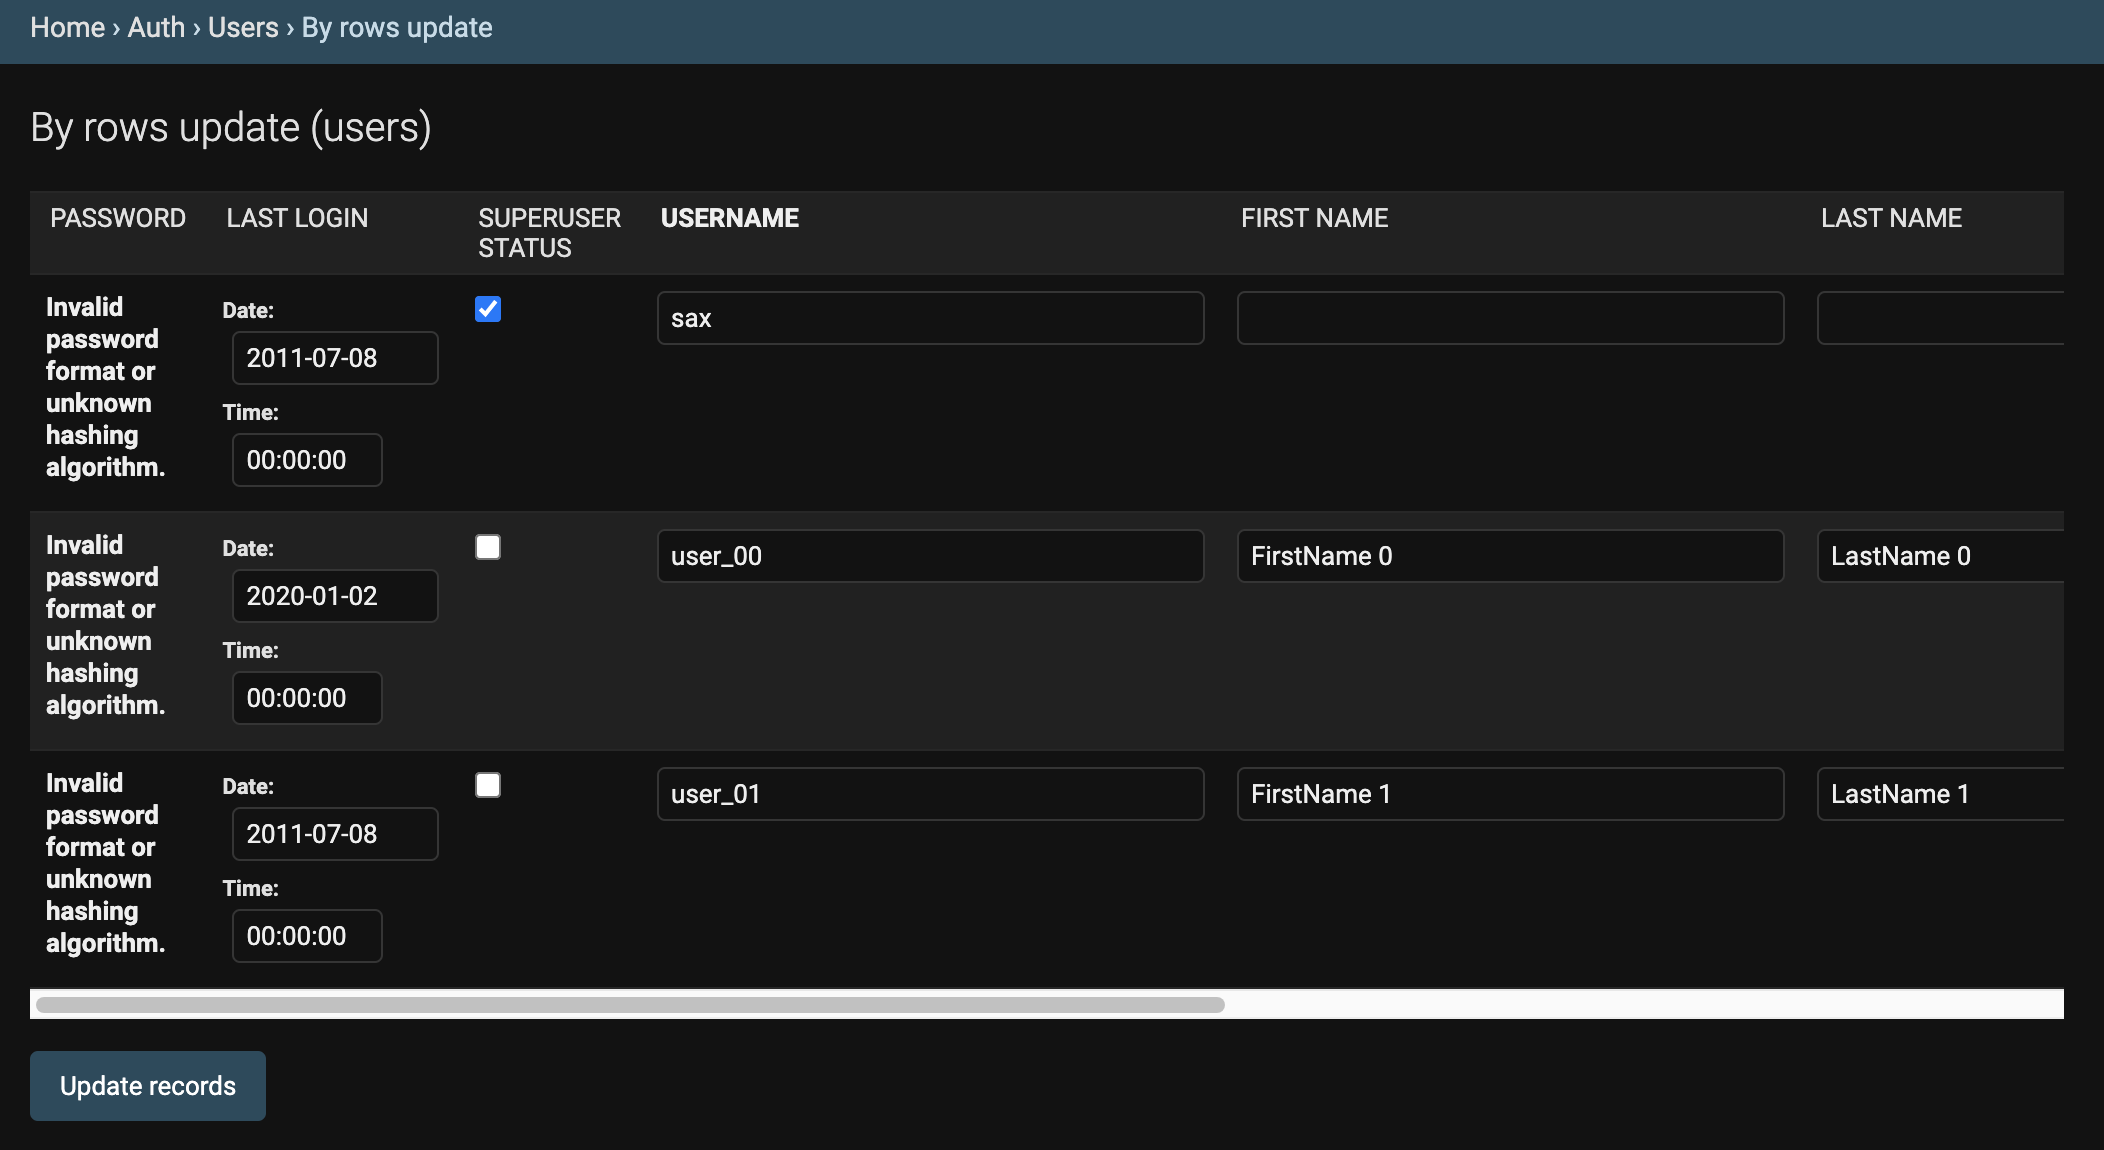 Home › Auth › Users › By rows update
By rows update (users)
PASSWORD LAST LOGIN SUPERUSER STATUS USERNAME FIRST NAME LAST NAME
Invalid password format or unknown hashing algorithm.
Date:
2011-07-08
Time:
00:00:00
sax
Invalid password format or unknown hashing algorithm.
Date:
2020-01-02
Time:
00:00:00
user_00
FirstName 0
LastName 0
Invalid password format or unknown hashing algorithm.
Date:
2011-07-08
Time:
00:00:00
user_01
FirstName 1
LastName 1
Update records